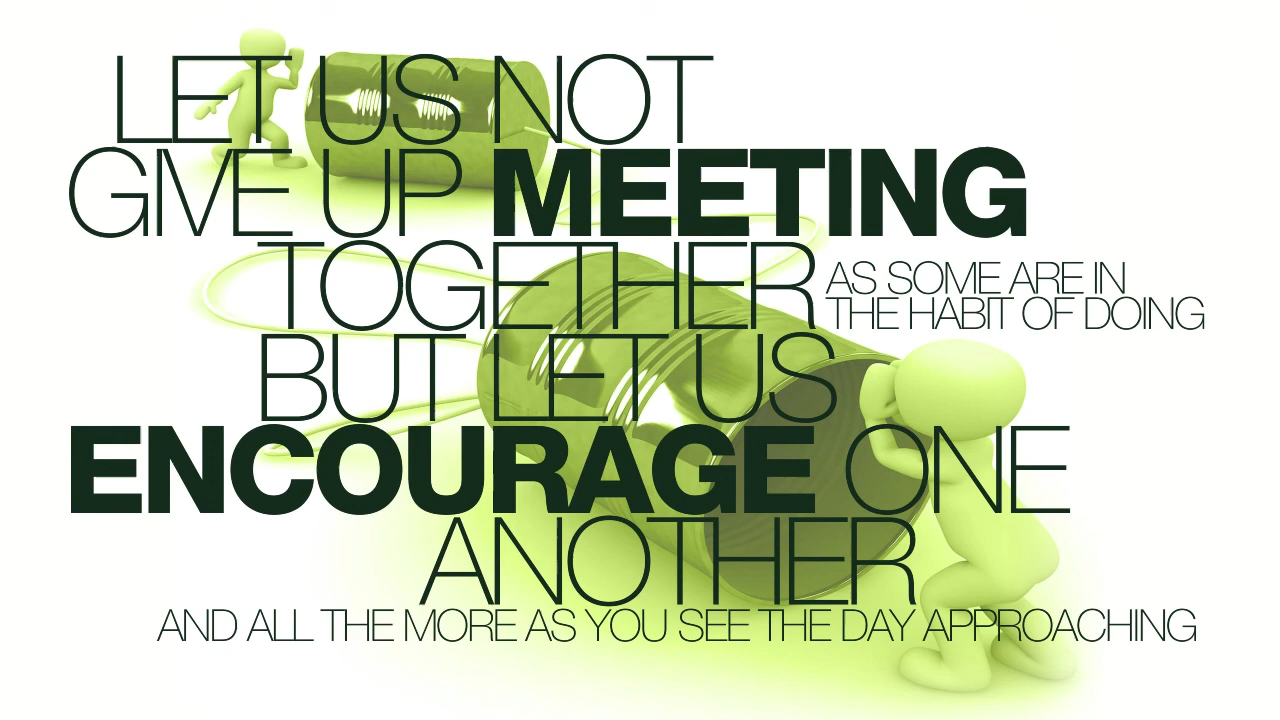 LET US NOT
GIVE UP MEETING
TOGETHER
AS SOME ARE IN
THE HABIT OF DOING
BUT LET US
ENCOURAGE ONE
ANOTHER
AND ALL THE MORE AS YOU SEE THE DAY APPROACHING